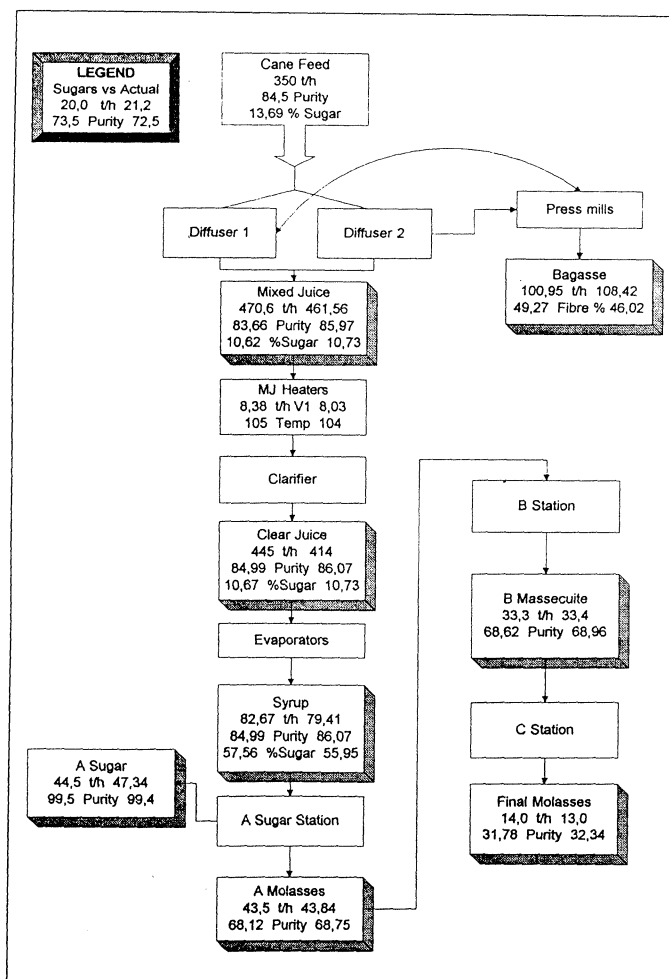 LEGEND
Sugars vs Actual
20,0 t/h 21,2
73,5 Purity 72,5
Cane Feed
350 t/h
84,5 Purity
13,69 % Sugar
Diffuser 1
Diffuser 2
Press mills
Bagasse
100,95 t/h 108,42
49,27 Fibre % 46,02
Mixed Juice
470,6 t/h 461,56
83,66 Purity 85,97
10,62 %Sugar 10,73
MJ Heaters
8,38 t/h V1 8,03
105 Temp 104
Clarifier
Clear Juice
445 t/h 414
84,99 Purity 86,07
10,67 %Sugar 10,73
Evaporators
Syrup
82,67 t/h 79,41
84,99 Purity 86,07
57,56 %Sugar 55,95
A Sugar
44,5 t/h 47,34
99,5 Purity 99,4
A Sugar Station
A Molasses
43,5 t/h 43,84
68,12 Purity 68,75
B Station
B Massecuite
33,3 t/h 33,4
68,62 Purity 68,96
C Station
Final Molasses
14,0 t/h 13,0
31,78 Purity 32,34